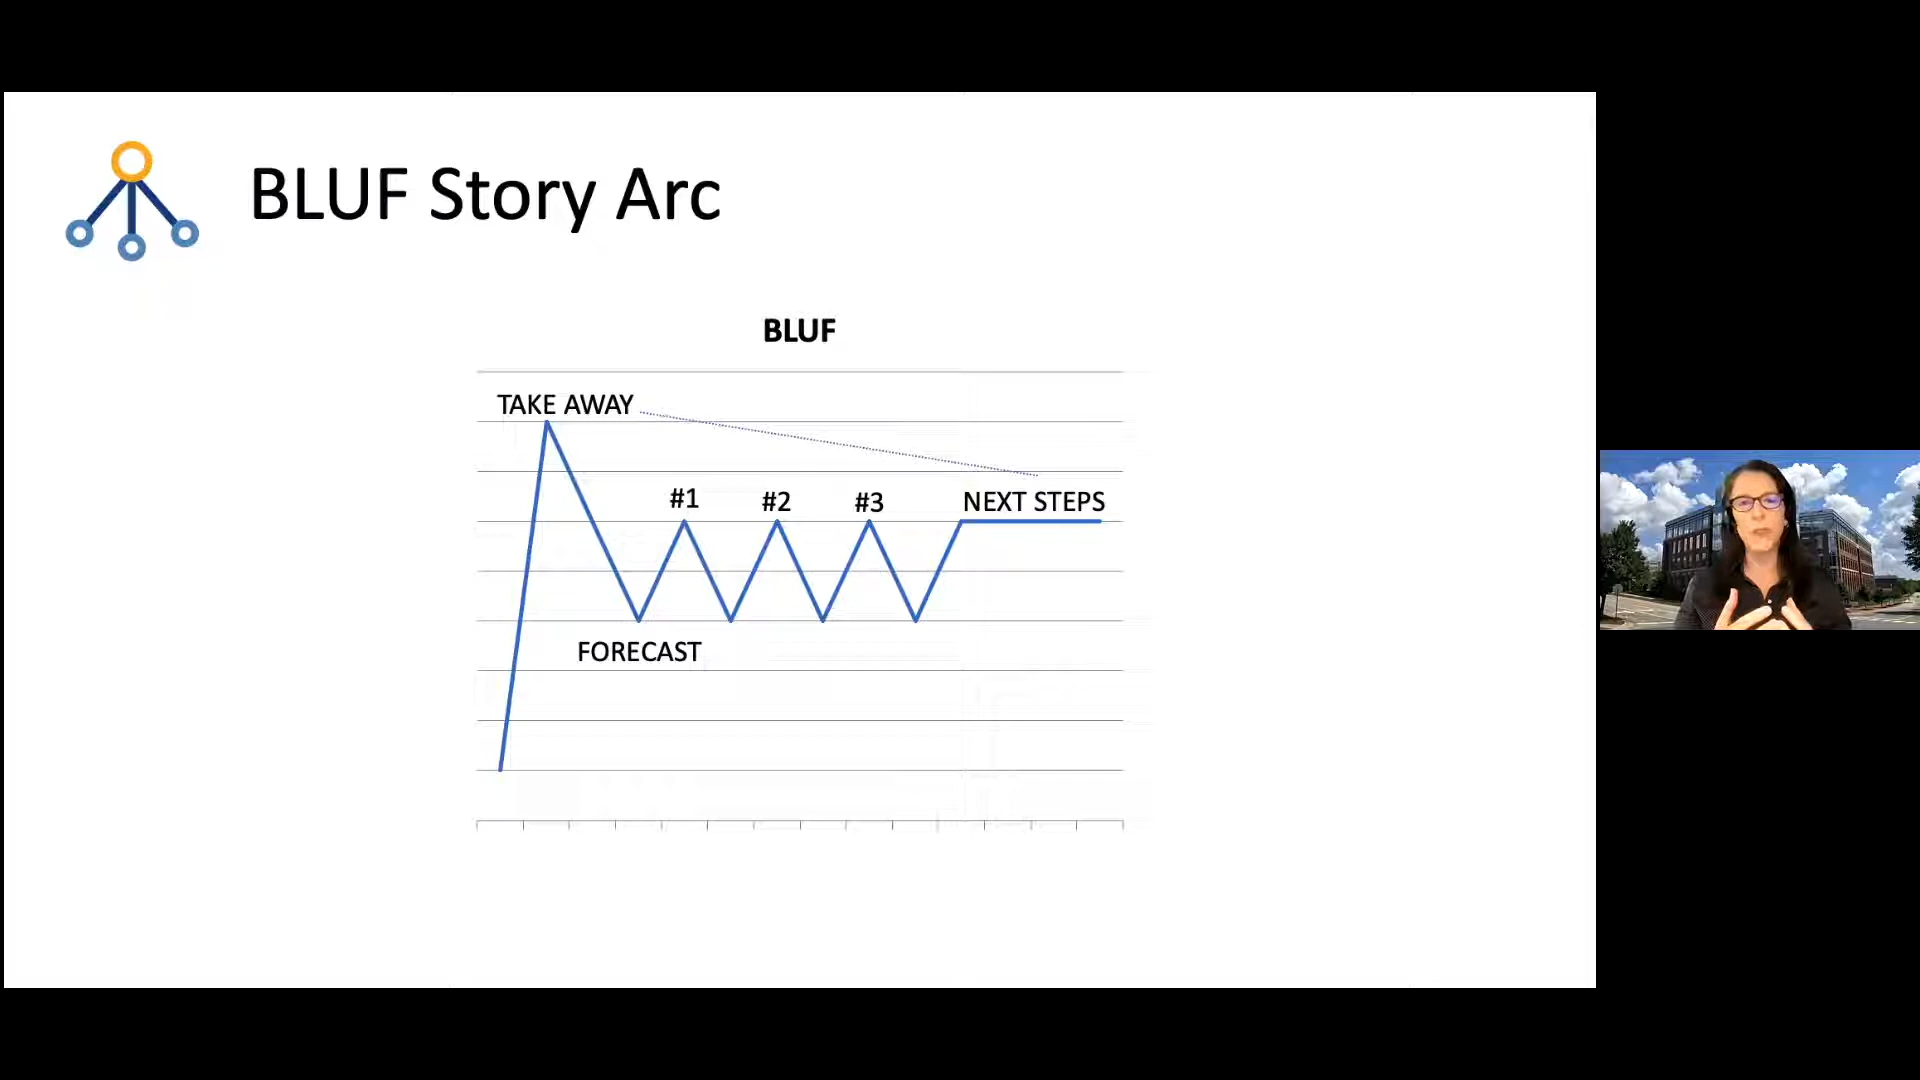 BLUF Story Arc
BLUF
TAKE AWAY
#1 #2 #3 NEXT STEPS
FORECAST